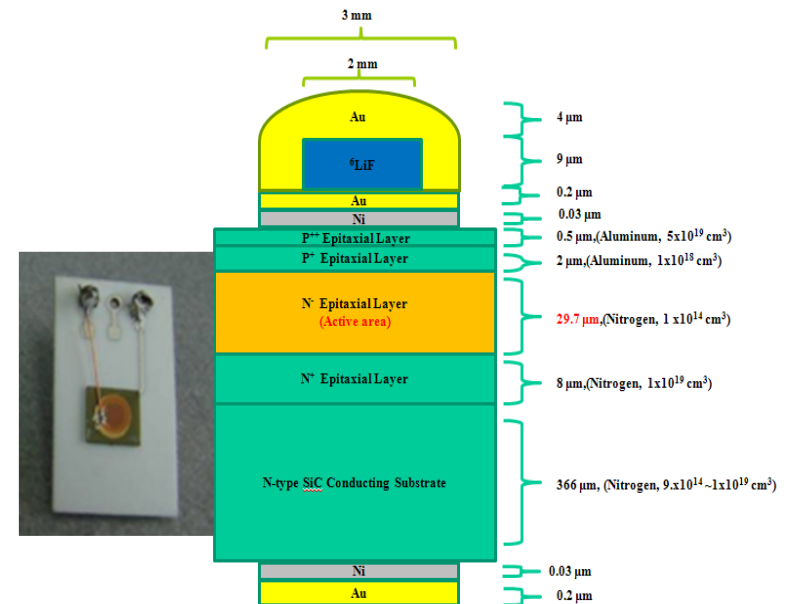 3 mm
2 mm
Au
4 µm
⁶LiF
9 µm
Au
0.2 µm
Ni
0.03 µm
P⁺⁺ Epitaxial Layer
0.5 µm,(Aluminum, 5x10¹⁹ cm³)
P⁺ Epitaxial Layer
2 µm,(Aluminum, 1x10¹⁸ cm³)
N⁻ Epitaxial Layer
(Active area)
29.7 µm,(Nitrogen, 1 x10¹⁴ cm³)
N⁺ Epitaxial Layer
8 µm,(Nitrogen, 1x10¹⁹ cm³)
N-type SiC Conducting Substrate
366 µm, (Nitrogen, 9.x10¹⁴~1x10¹⁹ cm³)
Ni
0.03 µm
Au
0.2 µm